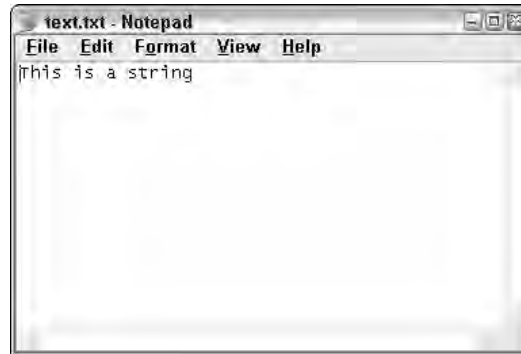 text.txt - Notepad
File Edit Format View Help
This is a string